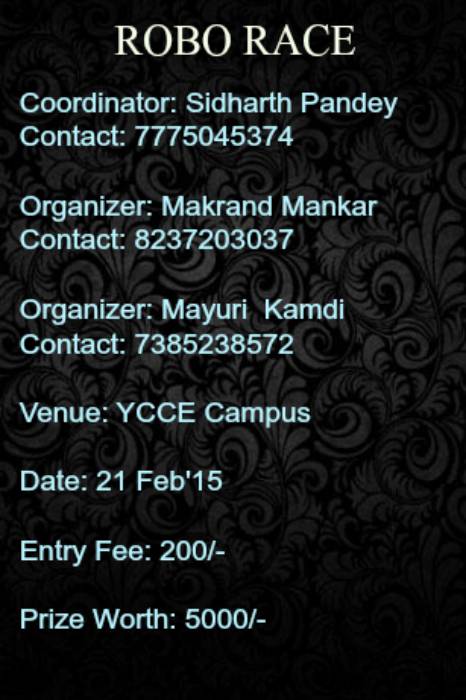 ROBO RACE
Coordinator: Sidharth Pandey
Contact: 7775045374
Organizer: Makrand Mankar
Contact: 8237203037
Organizer: Mayuri  Kamdi
Contact: 7385238572
Venue: YCCE Campus
Date: 21 Feb'15
Entry Fee: 200/-
Prize Worth: 5000/-